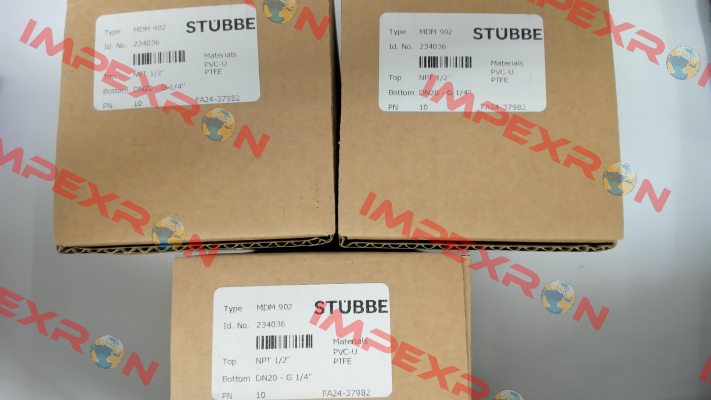 Type MDM 902 STÜBBE
Id. No. 234036
Materials
PVC-U
Top NPT 1/2" PTFE
Bottom DN20 - G 1/4"
PN 10 FA24-37982
Type MDM 902 STÜBBE
Id. No. 234036
Materials
PVC-U
Top NPT 1/2" PTFE
Bottom DN20 - G 1/4"
PN 10 FA24-37982
Type MDM 902 STÜBBE
Id. No. 234036
Materials
PVC-U
Top NPT 1/2" PTFE
Bottom DN20 - G 1/4"
PN 10 FA24-37982
IMPEXRON
IMPEXRON
IMPEXRON
IMPEXRON
IMPEXRON
IMPEXRON